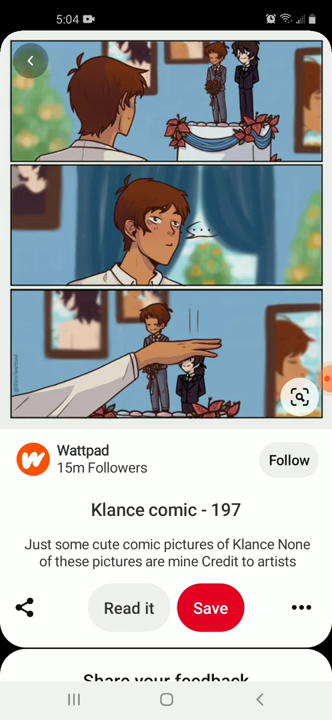 5:04
...
Wattpad
15m Followers
Follow
Klance comic - 197
Just some cute comic pictures of Klance None
of these pictures are mine Credit to artists
Read it
Save
Share your feedback